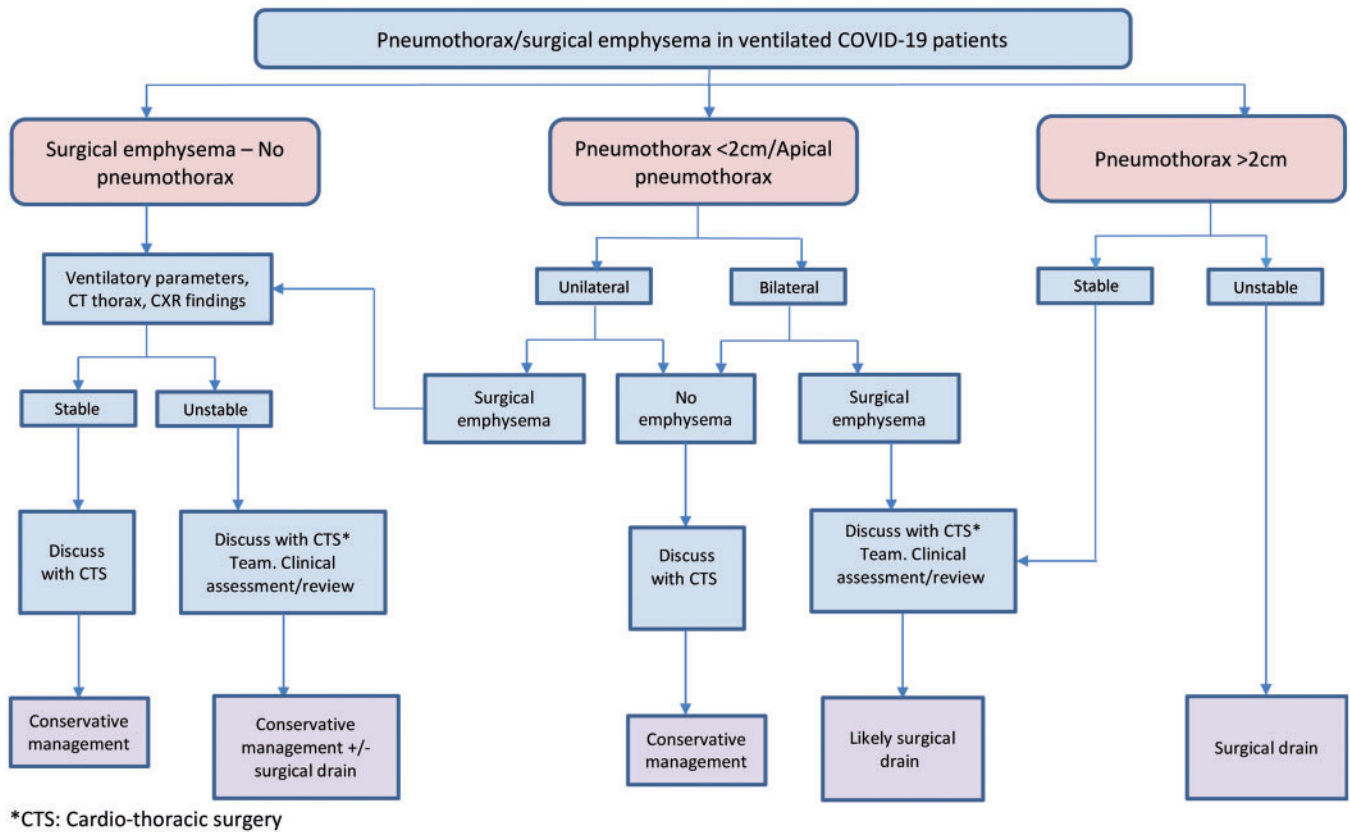 Pneumothorax/surgical emphysema in ventilated COVID-19 patients
Surgical emphysema – No
pneumothorax
Pneumothorax <2cm/Apical
pneumothorax
Pneumothorax >2cm
Ventilatory parameters,
CT thorax, CXR findings
Unilateral
Bilateral
Stable
Unstable
Stable
Unstable
Surgical
emphysema
No
emphysema
Surgical
emphysema
Discuss
with CTS
Discuss with CTS*
Team. Clinical
assessment/review
Discuss
with CTS
Discuss with CTS*
Team. Clinical
assessment/review
Conservative
management
Conservative
management +/-
surgical drain
Conservative
management
Likely surgical
drain
Surgical drain
*CTS: Cardio-thoracic surgery